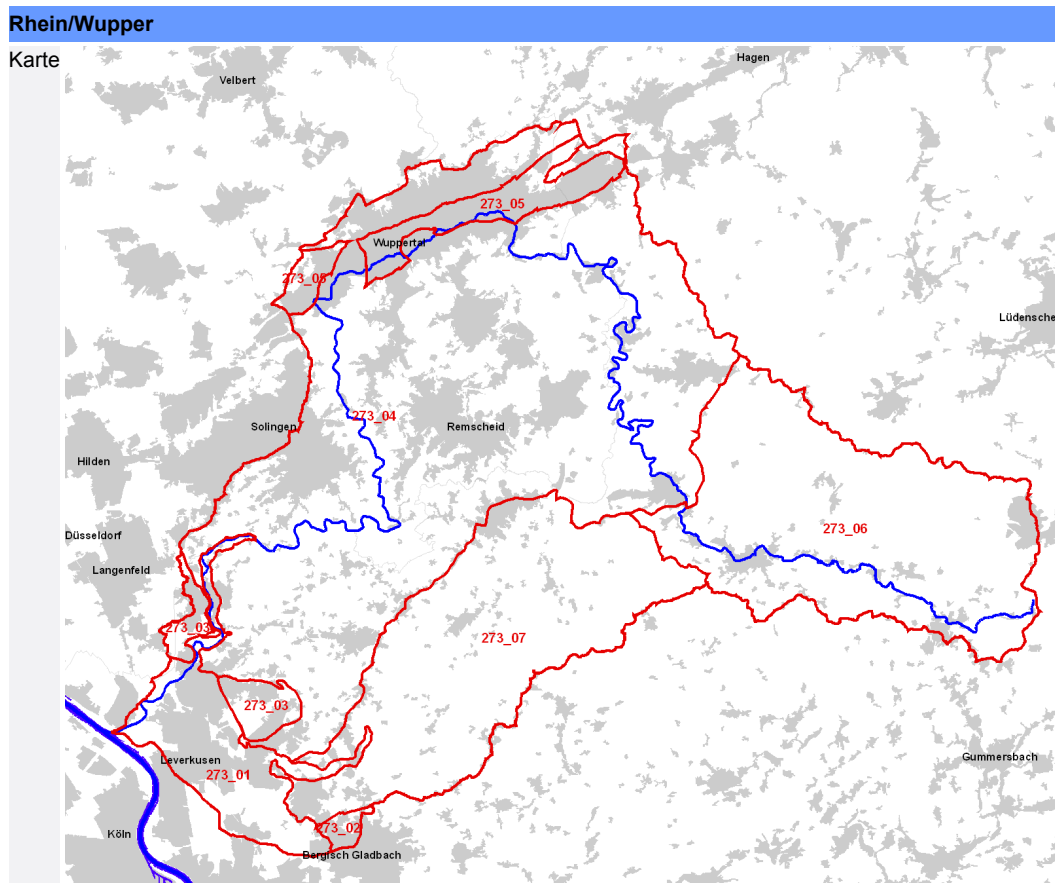 Rhein/Wupper
Karte
Hagen
Velbert
273_05
Wuppertal
273_05
Lüdensche
273_04
Solingen
Remscheid
Hilden
273_06
Düsseldorf
Langenfeld
273_03
273_07
273_03
Leverkusen
Gummersbach
273_01
273_02
Köln
Bergisch Gladbach